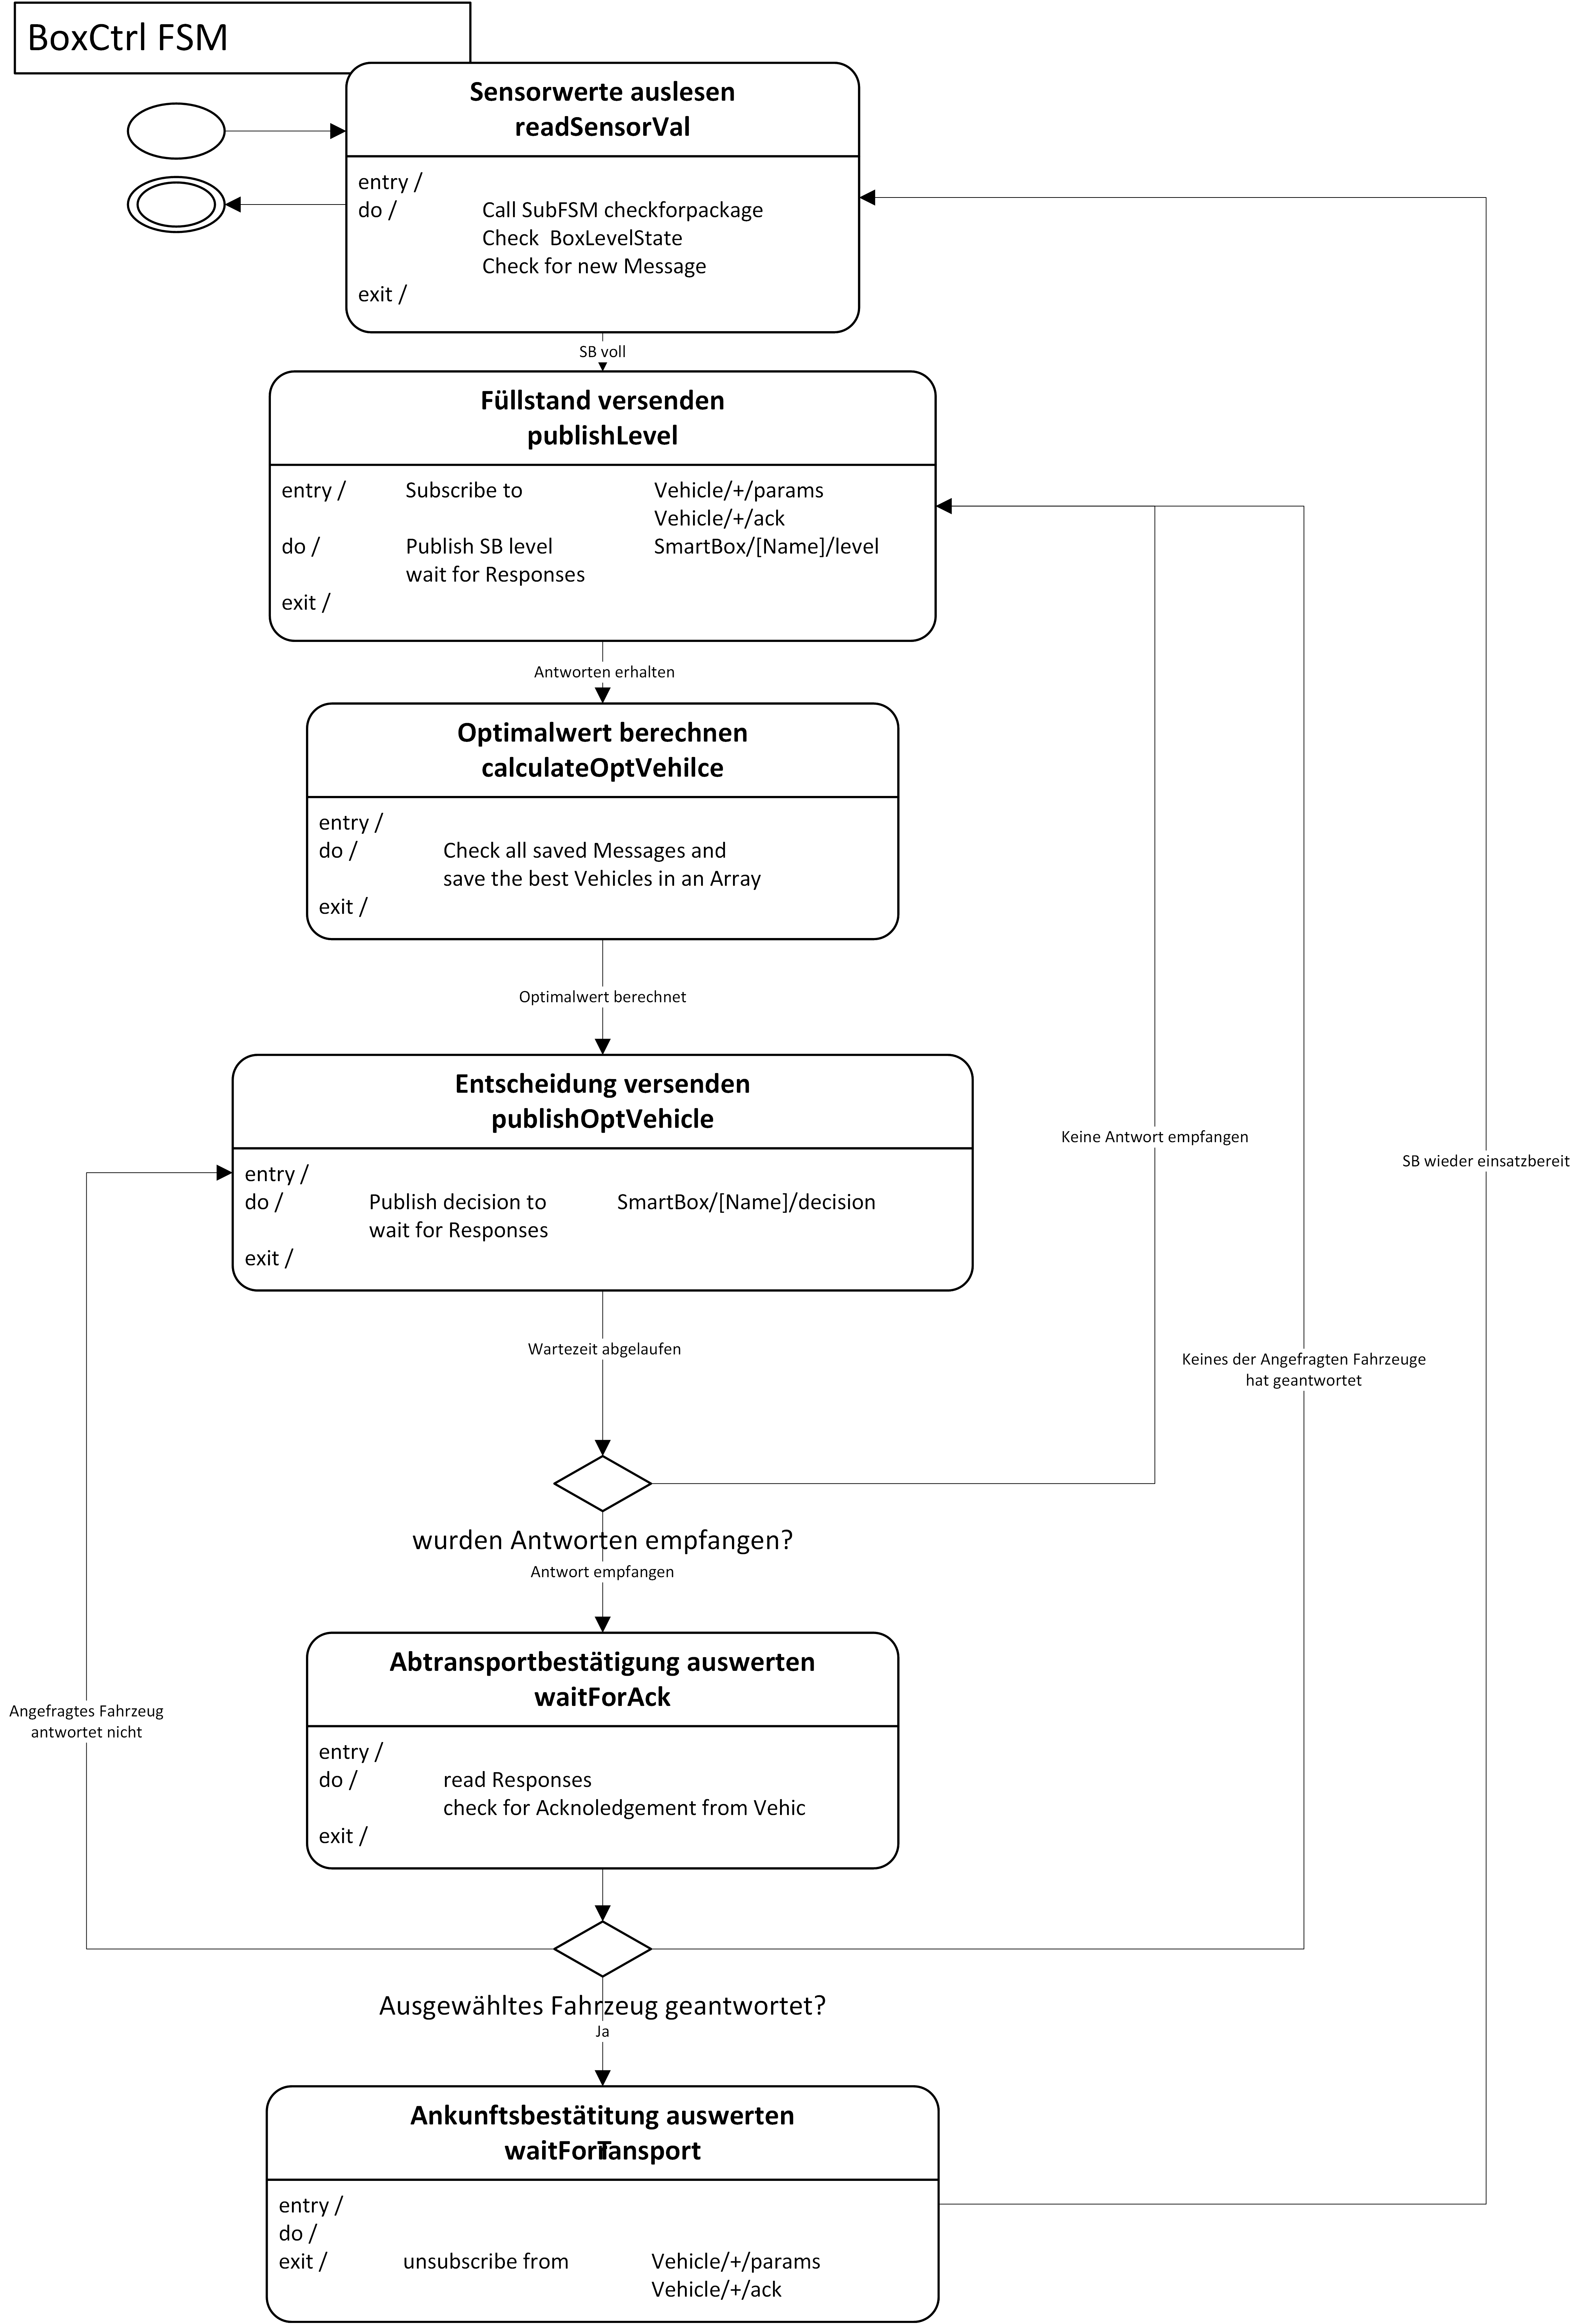 BoxCtrl FSM
Sensorwerte auslesen
readSensorVal
entry /
do / Call SubFSM checkforpackage
Check BoxLevelState
Check for new Message
exit /
SB voll
Füllstand versenden
publishLevel
entry / Subscribe to Vehicle/+/params
Vehicle/+/ack
do / Publish SB level SmartBox/[Name]/level
wait for Responses
exit /
Antworten erhalten
Optimalwert berechnen
calculateOptVehilce
entry /
do / Check all saved Messages and
save the best Vehicles in an Array
exit /
Optimalwert berechnet
Entscheidung versenden
publishOptVehicle
Keine Antwort empfangen
SB wieder einsatzbereit
entry /
do / Publish decision to SmartBox/[Name]/decision
wait for Responses
exit /
Wartezeit abgelaufen
Keines der Angefragten Fahrzeuge
hat geantwortet
wurden Antworten empfangen?
Antwort empfangen
Abtransportbestätigung auswerten
waitForAck
Angefragtes Fahrzeug
antwortet nicht
entry /
do / read Responses
check for Acknoledgement from Vehic
exit /
Ausgewähltes Fahrzeug geantwortet?
Ja
Ankunftsbestätitung auswerten
entry /
do /
exit / unsubscribe from Vehicle/+/params
Vehicle/+/ack